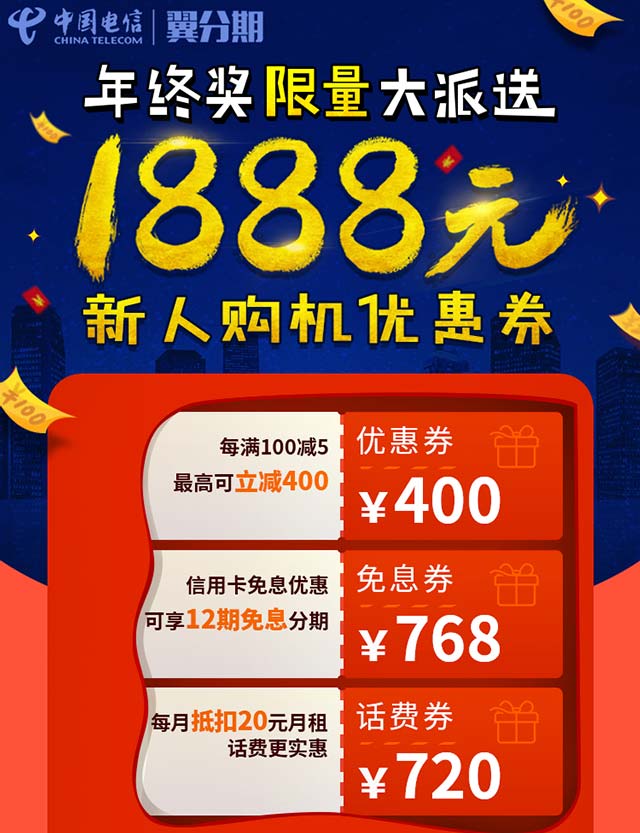 中国电信 翼分期
CHINA TELECOM
¥100
年终奖限量大派送
¥100
1888元
¥
¥
新人购机优惠券
¥100
每满100减5
最高可立减400
优惠券
¥400
信用卡免息优惠
可享12期免息分期
免息券
¥768
每月抵扣20元月租
话费更实惠
话费券
¥720